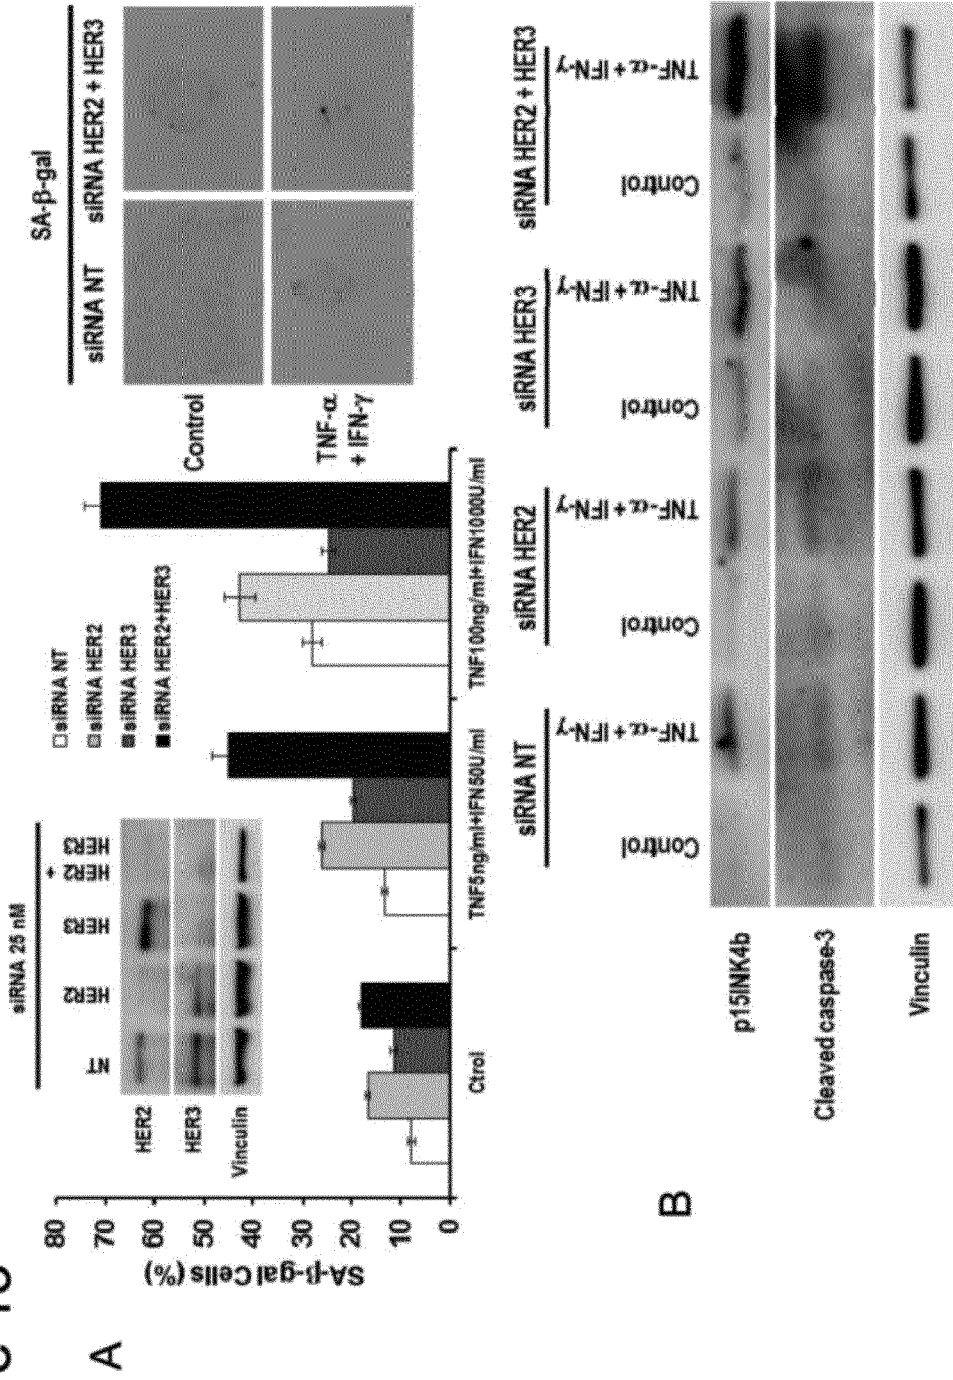 A
SA-β-gal Cells (%)
80
70
60
50
40
30
20
10
0
siRNA 25 nM
NT
HER2
HER3
HER2 + HER3
HER2
HER3
Vinculin
siRNA NT
siRNA HER2
siRNA HER3
siRNA HER2+HER3
Ctrol
TNF5ng/ml+IFN50U/ml
TNF100ng/ml+IFN1000U/ml
SA-β-gal
siRNA NT
siRNA HER2 + HER3
Control
TNF-α
+ IFN-γ
B
siRNA NT
siRNA HER2
siRNA HER3
siRNA HER2 + HER3
Control
TNF-α + IFN-γ
Control
TNF-α + IFN-γ
Control
TNF-α + IFN-γ
Control
TNF-α + IFN-γ
p15INK4b
Cleaved caspase-3
Vinculin